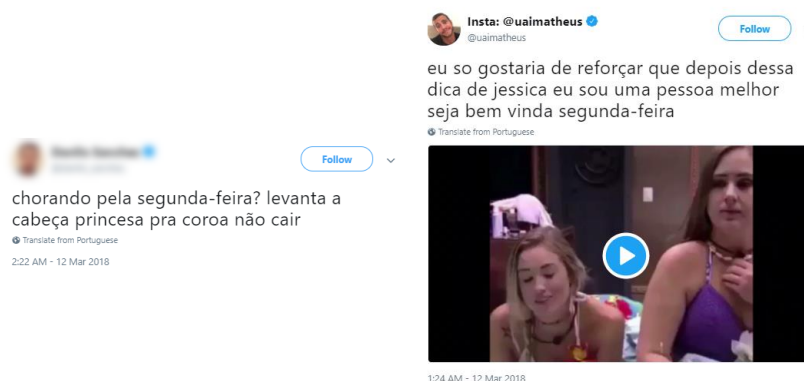 Follow
chorando pela segunda-feira? levanta a
cabeça princesa pra coroa não cair
Translate from Portuguese
2:22 AM - 12 Mar 2018
Insta: @uaimatheus
@uaimatheus
Follow
eu so gostaria de reforçar que depois dessa
dica de jessica eu sou uma pessoa melhor
seja bem vinda segunda-feira
Translate from Portuguese
1:24 AM - 12 Mar 2018